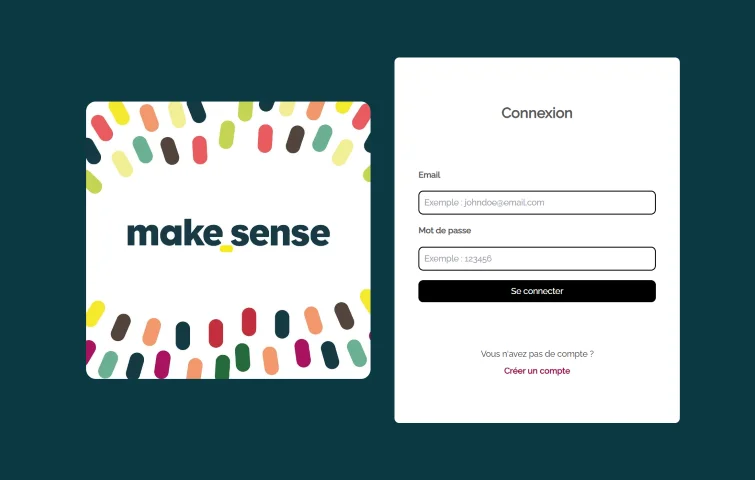 make_sense
Connexion
Email
Exemple : johndoe@email.com
Mot de passe
Exemple : 123456
Se connecter
Vous n'avez pas de compte ?
Créer un compte